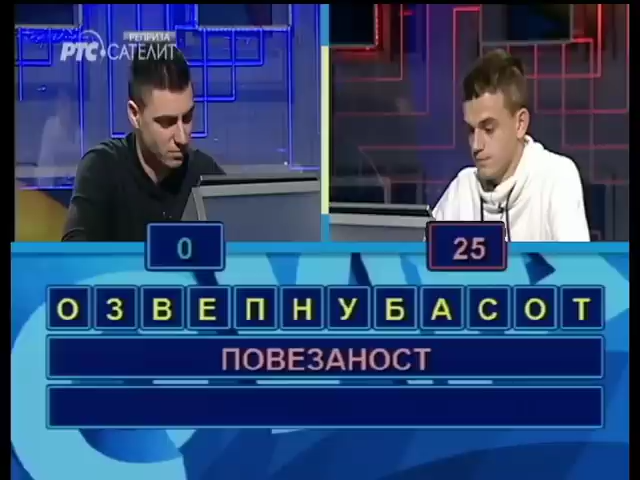 РЕПРИЗА
РТС САТЕЛИТ
0
25
О З В Е П Н У Б А С О Т
ПОВЕЗАНОСТ